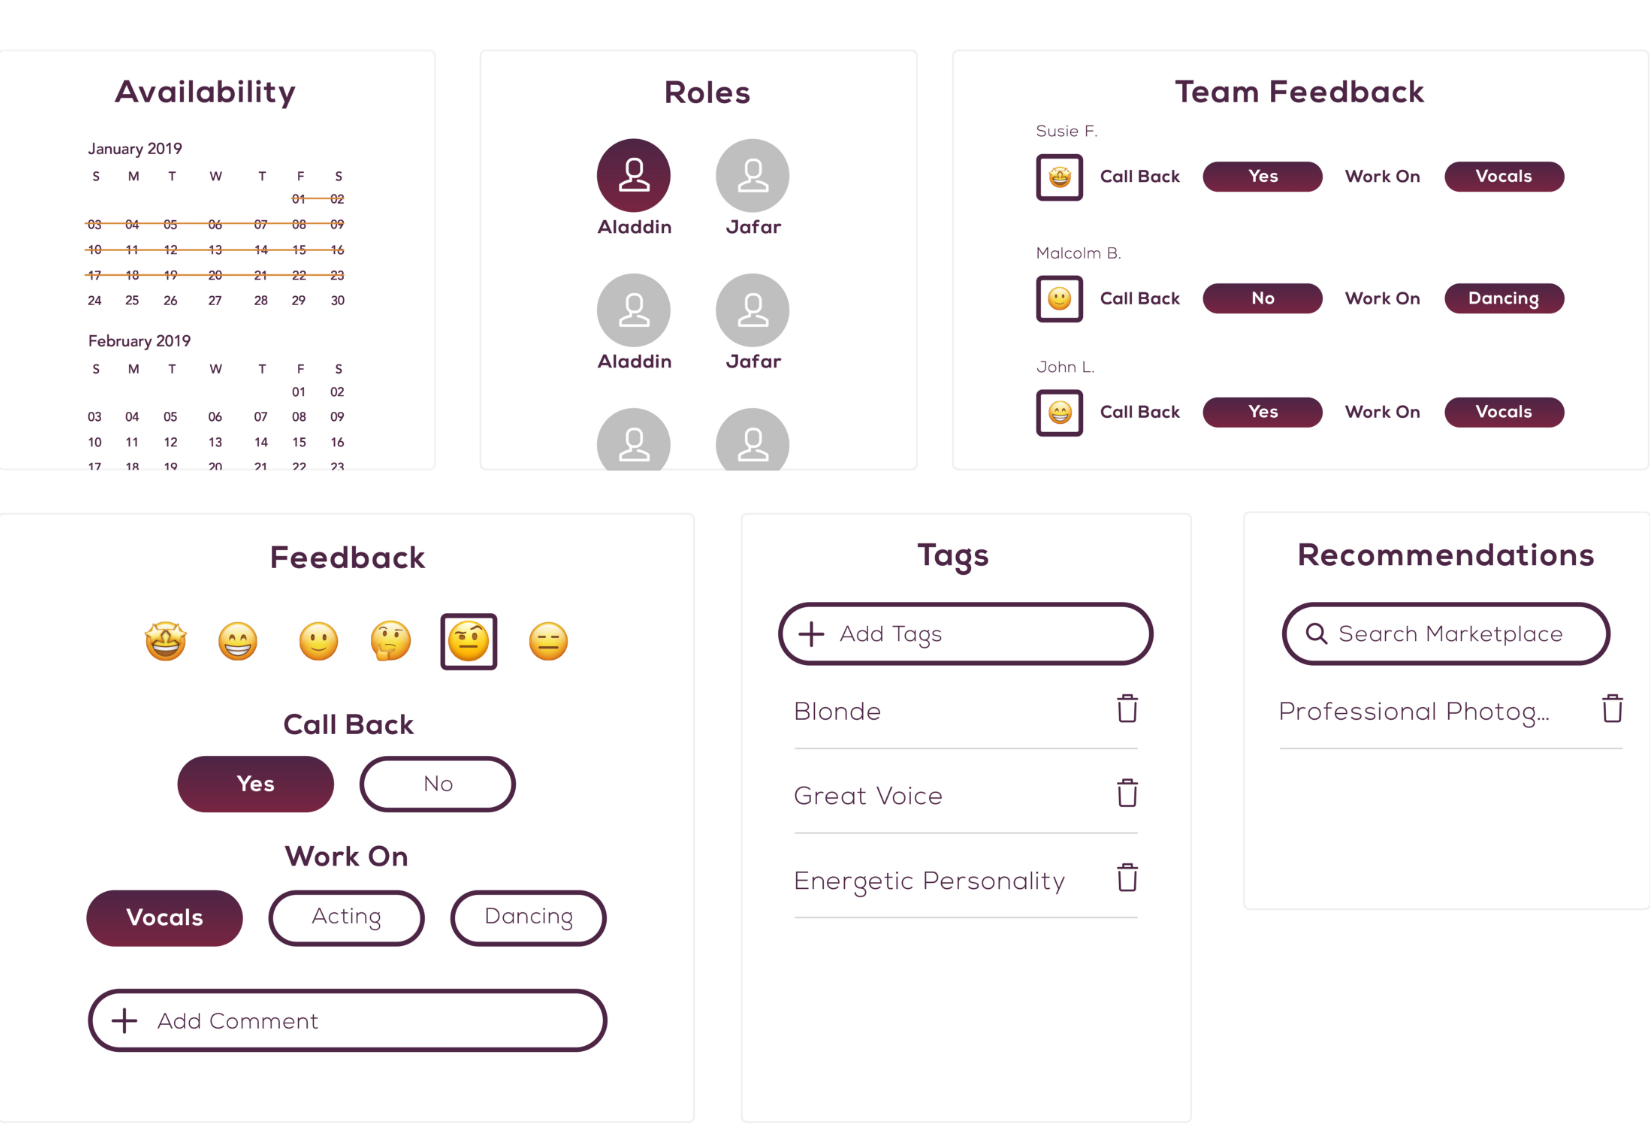 Availability
January 2019
S M T W T F S
01 02
03 04 05 06 07 08 09
10 11 12 13 14 15 16
17 18 19 20 21 22 23
24 25 26 27 28 29 30
February 2019
S M T W T F S
01 02
03 04 05 06 07 08 09
10 11 12 13 14 15 16
17 18 19 20 21 22 23
Roles
Aladdin Jafar
Aladdin Jafar
Team Feedback
Susie F.
Call Back Yes Work On Vocals
Malcolm B.
Call Back No Work On Dancing
John L.
Call Back Yes Work On Vocals
Feedback
Call Back
Yes No
Work On
Vocals Acting Dancing
Add Comment
Tags
Add Tags
Blonde
Great Voice
Energetic Personality
Recommendations
Search Marketplace
Professional Photog...